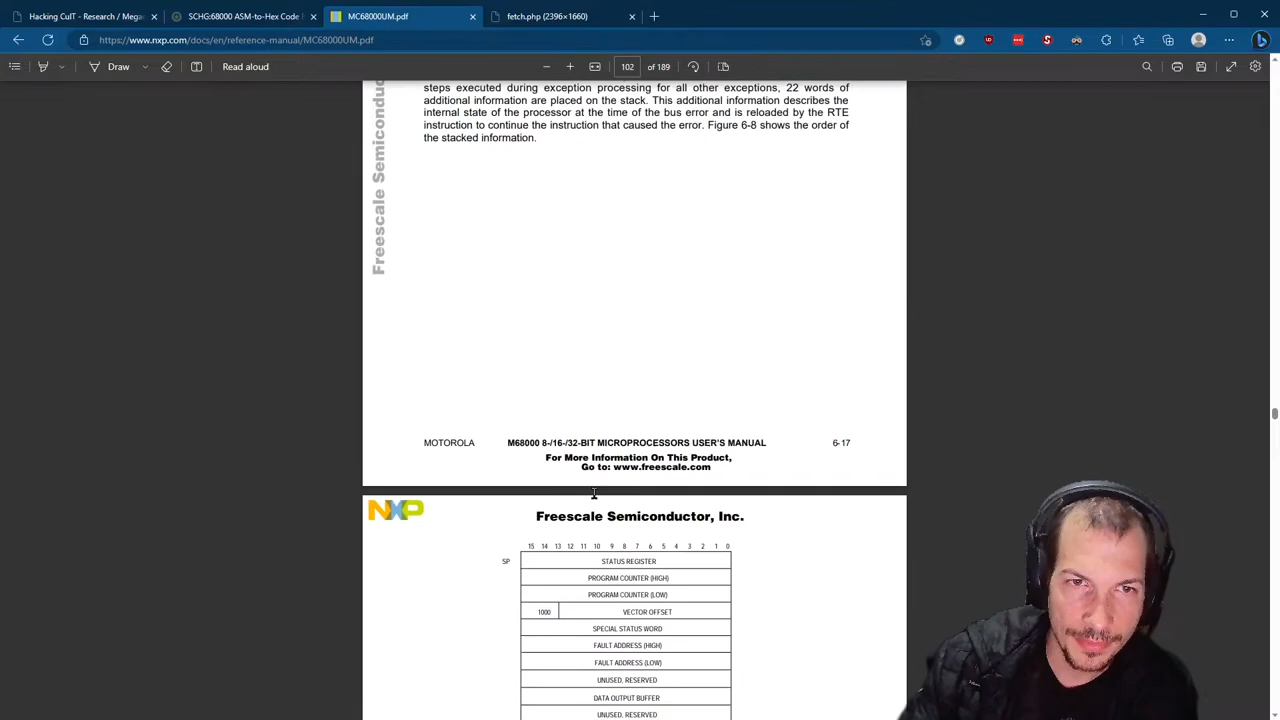 Hacking CulT - Research / Mega
SCHG:68000 ASM-to-Hex Code
MC68000UM.pdf
fetch.php (2396×1660)
https://www.nxp.com/docs/en/reference-manual/MC68000UM.pdf
Draw
Read aloud
102 of 189
steps executed during exception processing for all other exceptions, 22 words of
additional information are placed on the stack. This additional information describes the
internal state of the processor at the time of the bus error and is reloaded by the RTE
instruction to continue the instruction that caused the error. Figure 6-8 shows the order of
the stacked information.
Freescale Semiconduc
MOTOROLA M68000 8-/16-/32-BIT MICROPROCESSORS USER'S MANUAL 6-17
For More Information On This Product,
Go to: www.freescale.com
NXP
Freescale Semiconductor, Inc.
15 14 13 12 11 10 9 8 7 6 5 4 3 2 1 0
SP STATUS REGISTER
PROGRAM COUNTER (HIGH)
PROGRAM COUNTER (LOW)
1000 VECTOR OFFSET
SPECIAL STATUS WORD
FAULT ADDRESS (HIGH)
FAULT ADDRESS (LOW)
UNUSED, RESERVED
DATA OUTPUT BUFFER
UNUSED, RESERVED